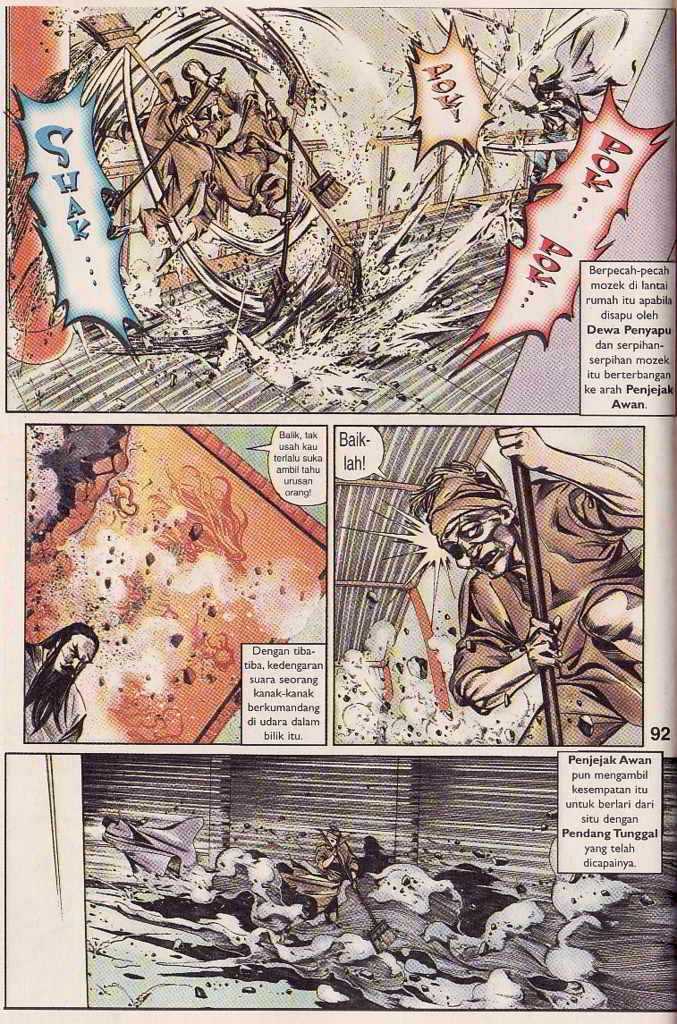 SHAK...
POK!
POK...
POK...
Berpecah-pecah
mozek di lantai
rumah itu apabila
disapu oleh
Dewa Penyapu
dan serpihan-
serpihan mozek
itu berterbangan
ke arah Penjejak
Awan.
Balik, tak
usah kau
terlalu suka
ambil tahu
urusan
orang!
Dengan tiba-
tiba, kedengaran
suara seorang
kanak-kanak
berkumandang
di udara dalam
bilik itu.
Baik-
lah!
92
Penjejak Awan
pun mengambil
kesempatan itu
untuk berlari dari
situ dengan
Pendang Tunggal
yang telah
dicapainya.